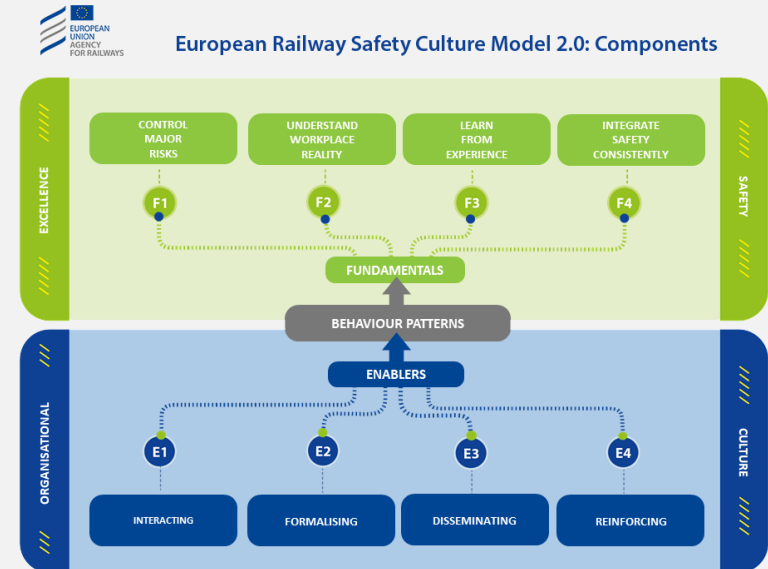 EUROPEAN
UNION
AGENCY
FOR RAILWAYS
European Railway Safety Culture Model 2.0: Components
EXCELLENCE
SAFETY
CONTROL
MAJOR
RISKS
UNDERSTAND
WORKPLACE
REALITY
LEARN
FROM
EXPERIENCE
INTEGRATE
SAFETY
CONSISTENTLY
F1
F2
F3
F4
FUNDAMENTALS
BEHAVIOUR PATTERNS
ENABLERS
ORGANISATIONAL
CULTURE
E1
E2
E3
E4
INTERACTING
FORMALISING
DISSEMINATING
REINFORCING